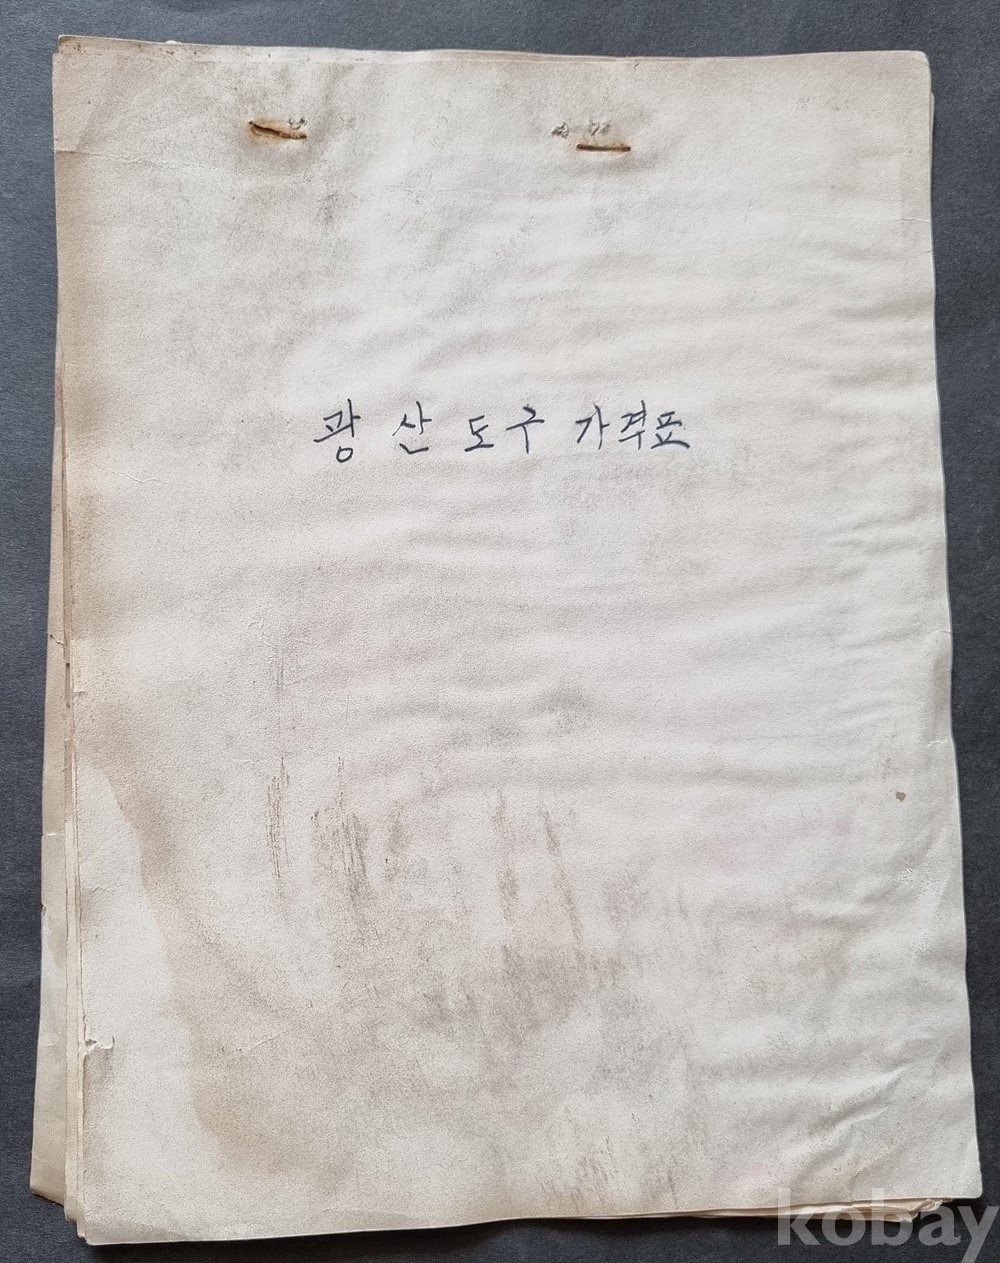 광 산 도구 가격표
kobay